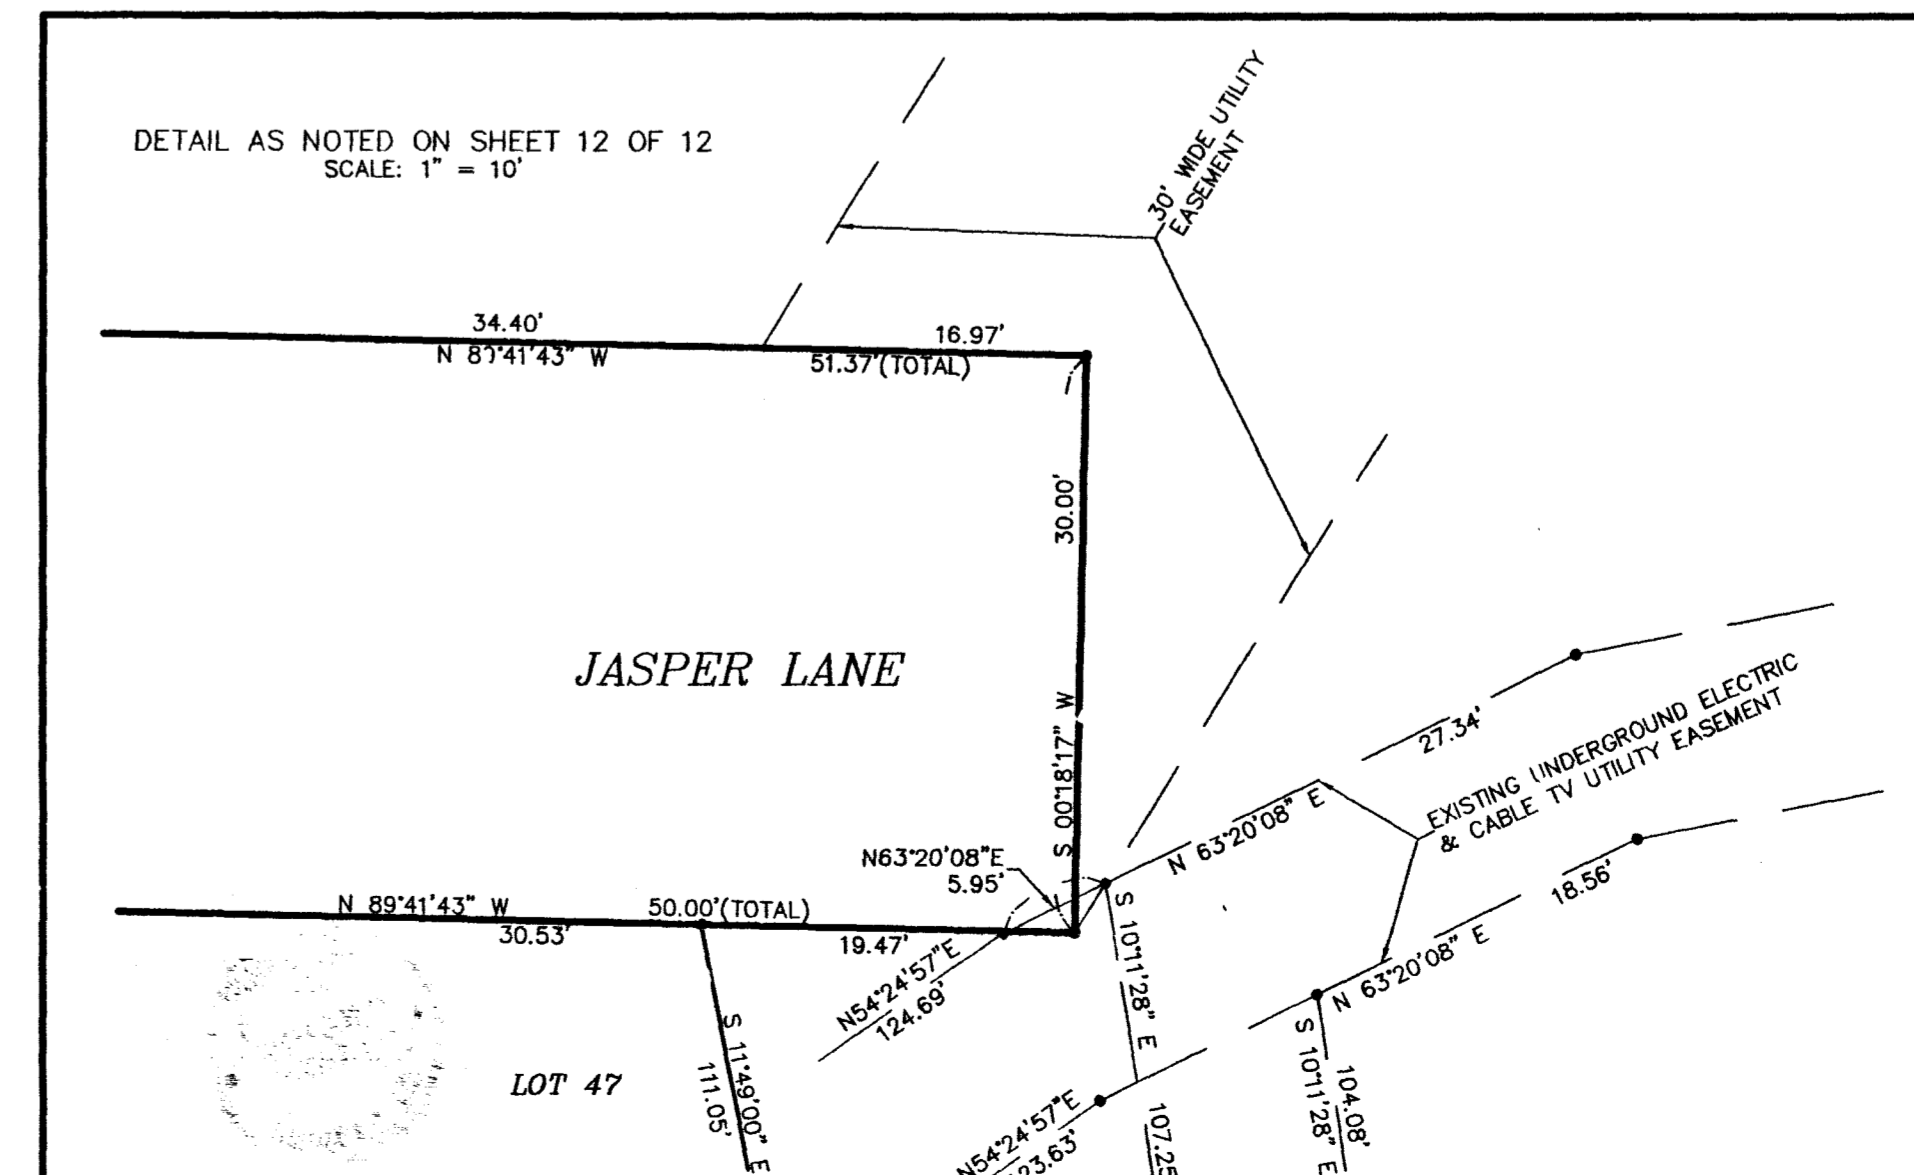 DETAIL AS NOTED ON SHEET 12 OF 12
SCALE: 1" = 10'
30' WIDE UTILITY
EASEMENT
34.40'
N 89°41'43" W
16.97'
51.37'(TOTAL)
30.00'
S 00°18'17" W
JASPER LANE
N63°20'08"E
5.95'
N 63°20'08" E
27.34'
EXISTING UNDERGROUND ELECTRIC
& CABLE TV UTILITY EASEMENT
18.56'
N 63°20'08" E
N 89°41'43" W
30.53'
50.00'(TOTAL)
19.47'
N54°24'57"E
124.69'
S 10°11'28" E
107.25
S 10°11'28" E
104.08'
S 11°49'00" E
111.05'
LOT 47
N54°24'57"E
23.63'